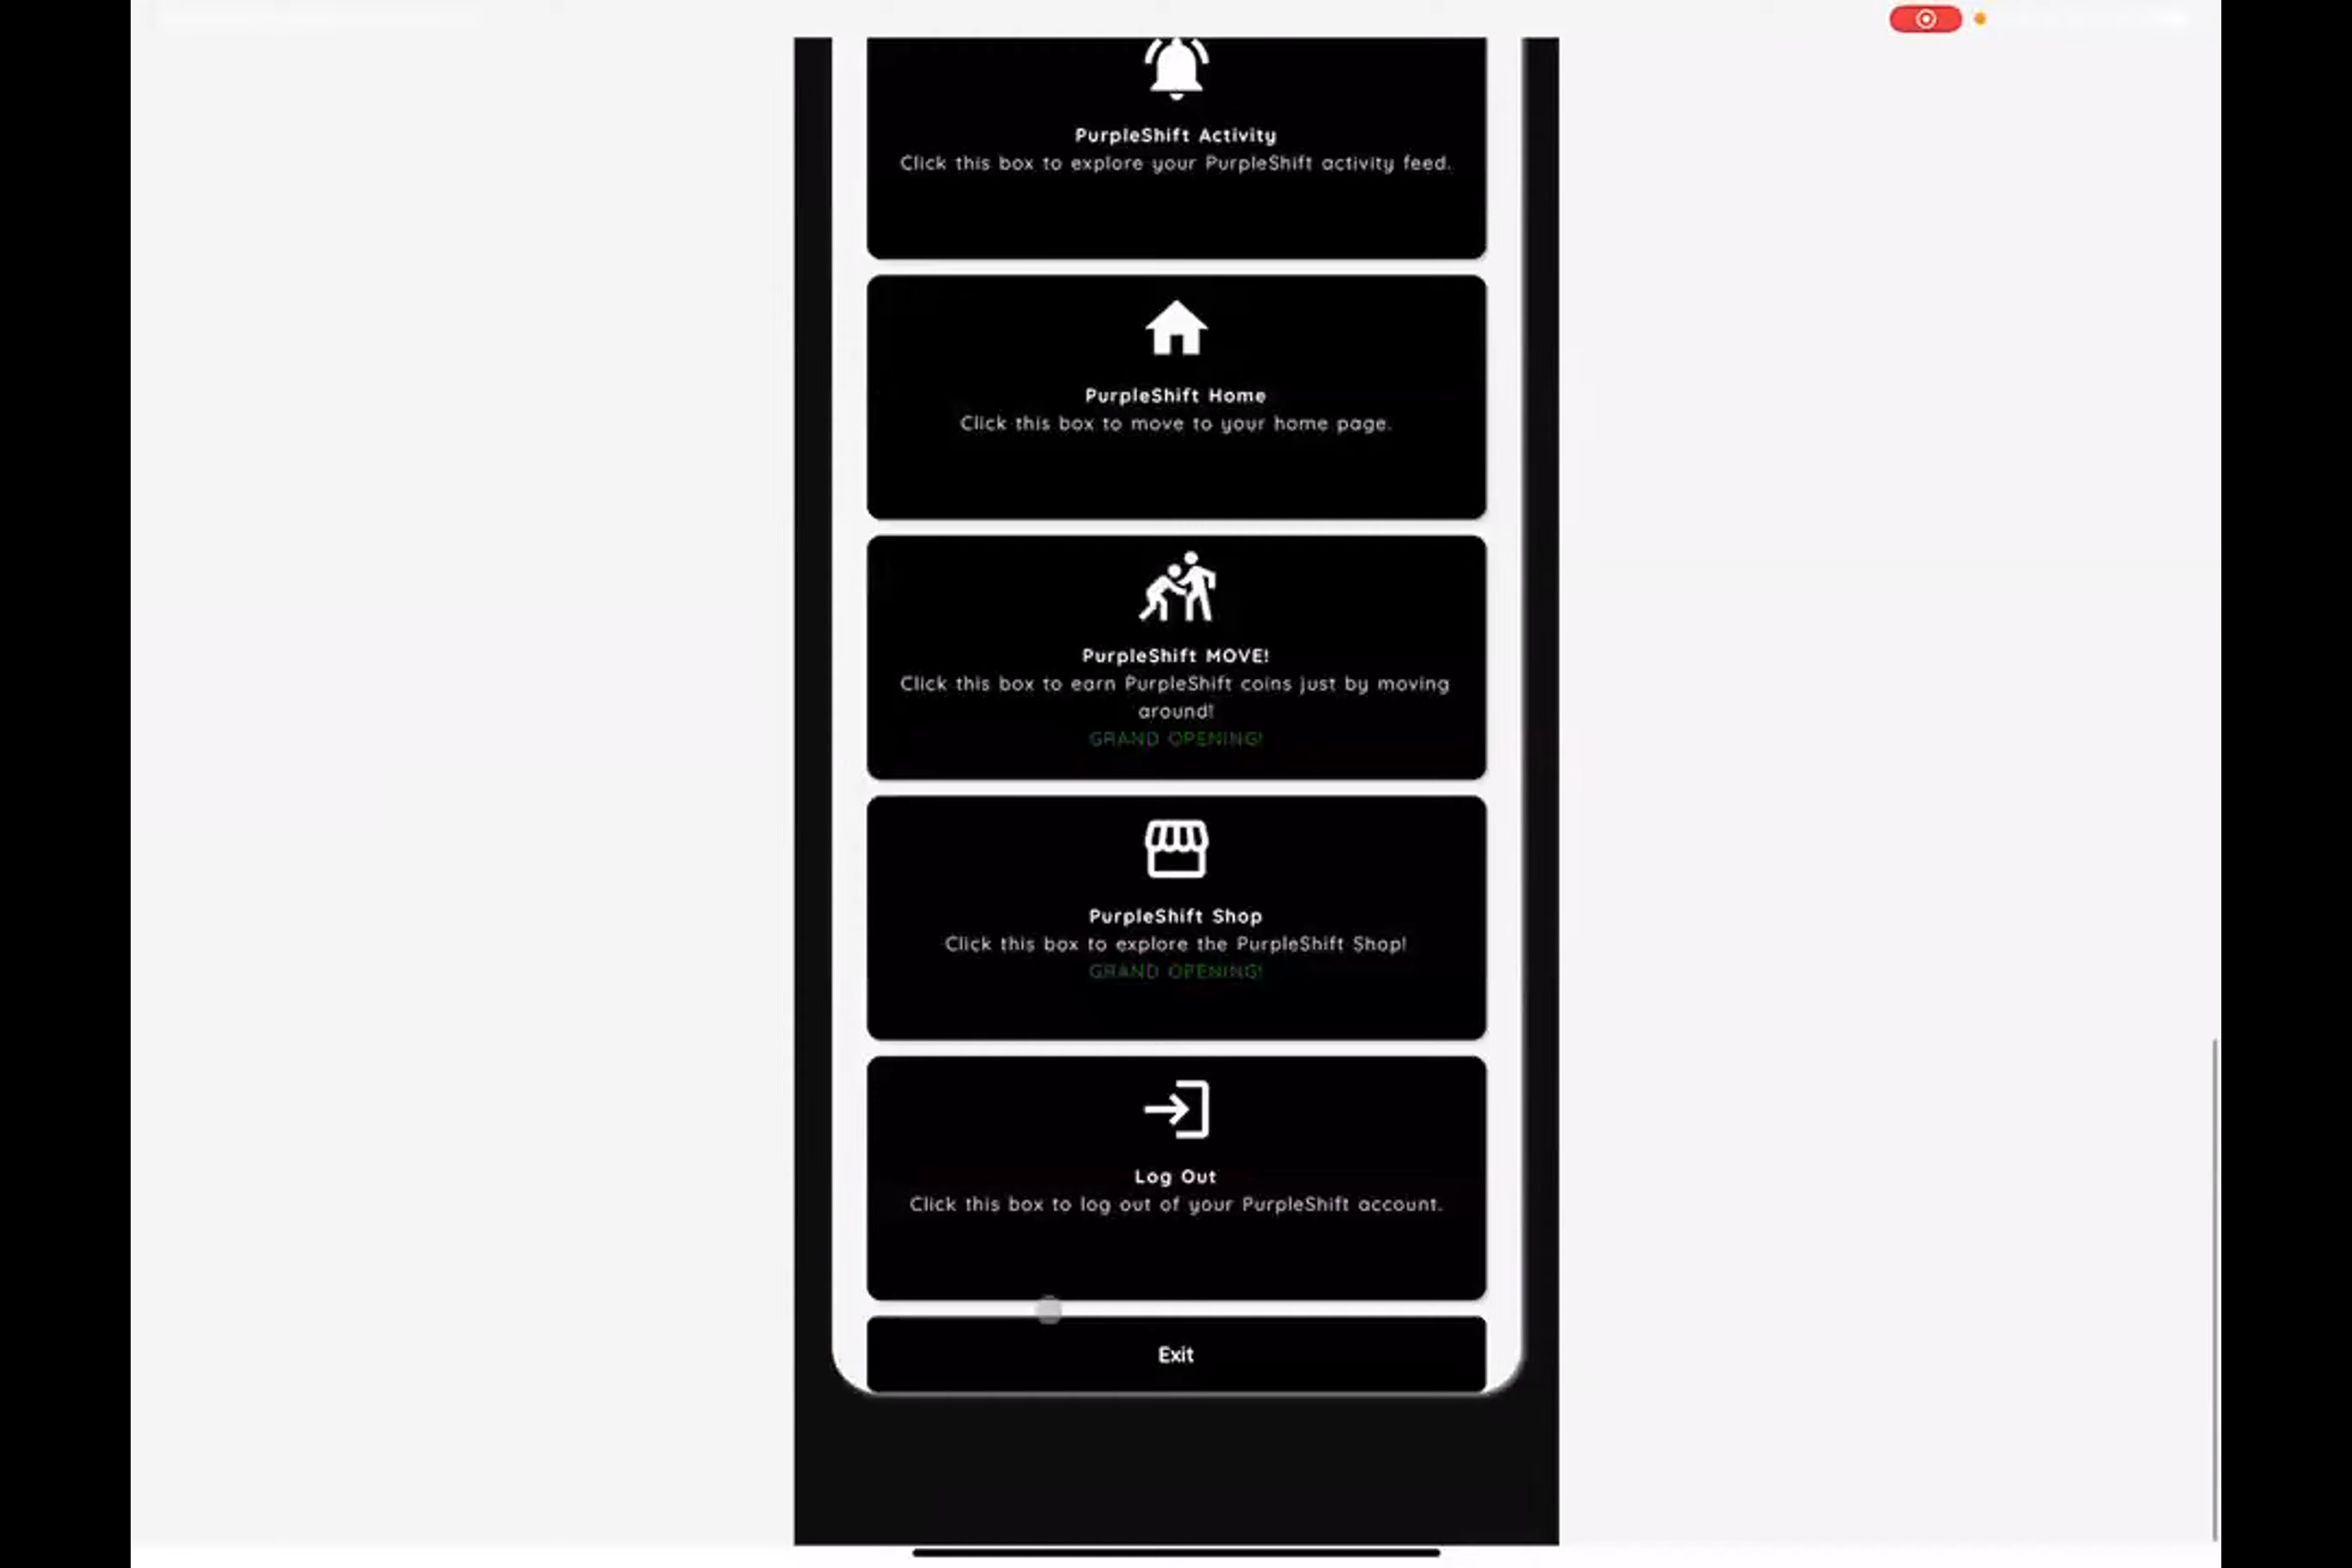 PurpleShift Activity
Click this box to explore your PurpleShift activity feed.
PurpleShift Home
Click this box to move to your home page.
PurpleShift MOVE!
Click this box to earn PurpleShift coins just by moving
around!
GRAND OPENING!
PurpleShift Shop
Click this box to explore the PurpleShift Shop!
GRAND OPENING!
Log Out
Click this box to log out of your PurpleShift account.
Exit